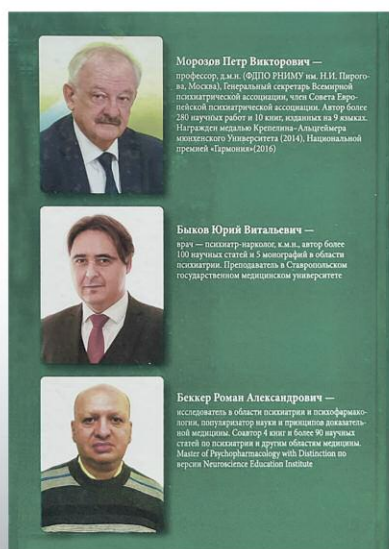 Морозов Петр Викторович —
профессор, д.м.н. (ФДПО РНИМУ им. Н.И. Пирого-
ва, Москва), Генеральный секретарь Всемирной
психиатрической ассоциации, член Совета Евро-
пейской психиатрической ассоциации. Автор более
280 научных работ и 10 книг, изданных на 9 языках.
Награжден медалью Крепелина–Альцгеймера
мюнхенского Университета (2014), Национальной
премией «Гармония»(2016)
Быков Юрий Витальевич —
врач — психиатр-нарколог, к.м.н., автор более
100 научных статей и 5 монографий в области
психиатрии. Преподаватель в Ставропольском
государственном медицинском университете
Беккер Роман Александрович —
исследователь в области психиатрии и психофармако-
логии, популяризатор науки и принципов доказатель-
ной медицины. Соавтор 4 книг и более 90 научных
статей по психиатрии и другим областям медицины.
Master of Psychopharmacology with Distinction по
версии Neuroscience Education Institute